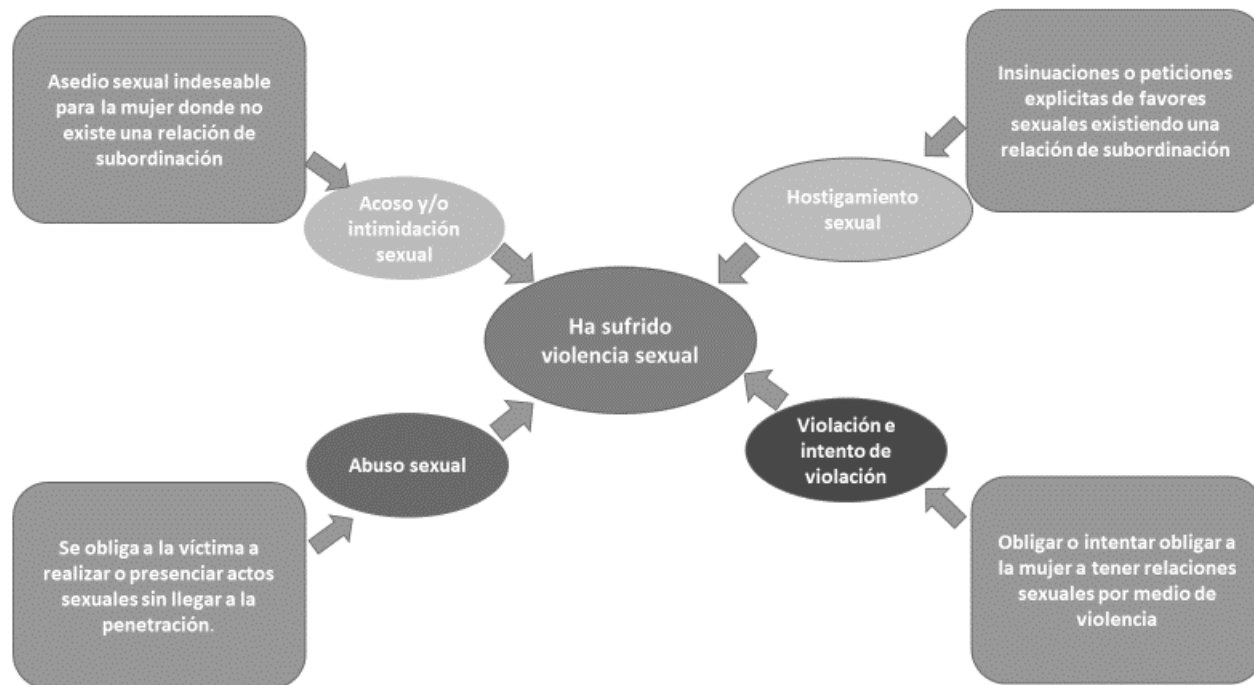 Asedio sexual indeseable
para la mujer donde no
existe una relación de
subordinación
Insinuaciones o peticiones
explicitas de favores
sexuales existiendo una
relación de subordinación
Acoso y/o
intimidación
sexual
Hostigamiento
sexual
Ha sufrido
violencia sexual
Abuso sexual
Violación e
intento de
violación
Se obliga a la víctima a
realizar o presenciar actos
sexuales sin llegar a la
penetración.
Obligar o intentar obligar a
la mujer a tener relaciones
sexuales por medio de
violencia